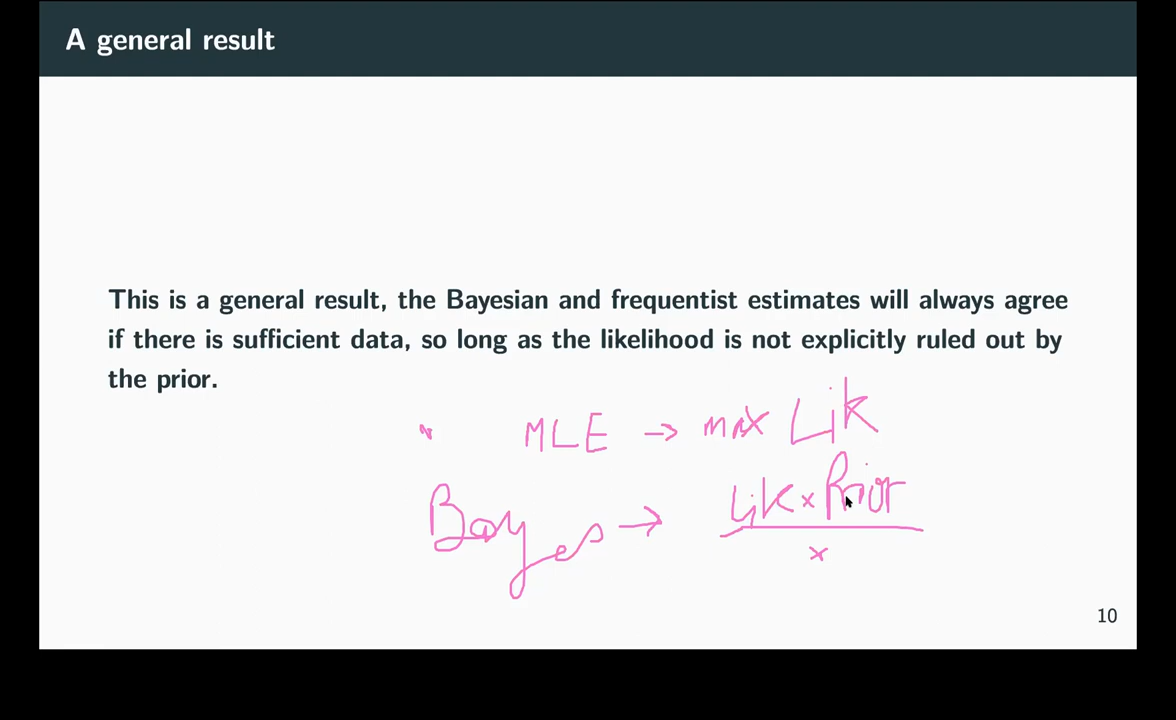 A general result
This is a general result, the Bayesian and frequentist estimates will always agree
if there is sufficient data, so long as the likelihood is not explicitly ruled out by
the prior.
MLE → max Lik
Bayes → Lik × Prior
x
10